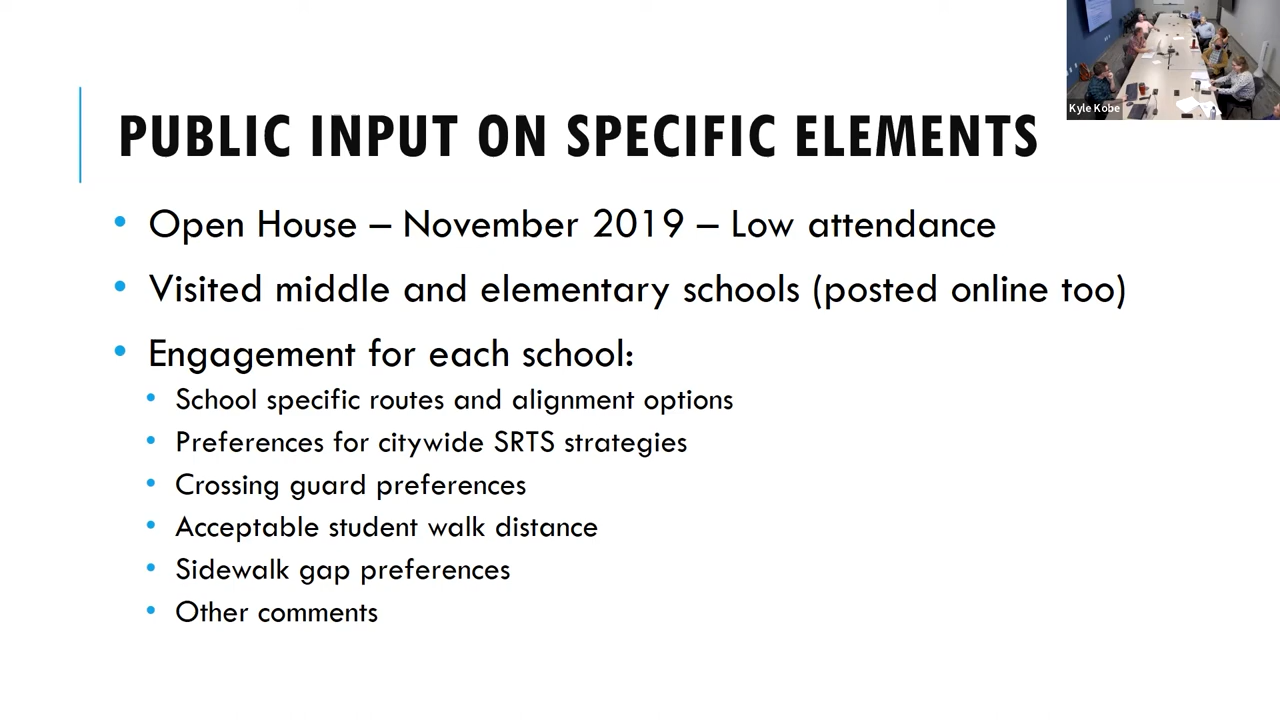 Kyle Kobe
PUBLIC INPUT ON SPECIFIC ELEMENTS
• Open House – November 2019 – Low attendance
• Visited middle and elementary schools (posted online too)
• Engagement for each school:
• School specific routes and alignment options
• Preferences for citywide SRTS strategies
• Crossing guard preferences
• Acceptable student walk distance
• Sidewalk gap preferences
• Other comments